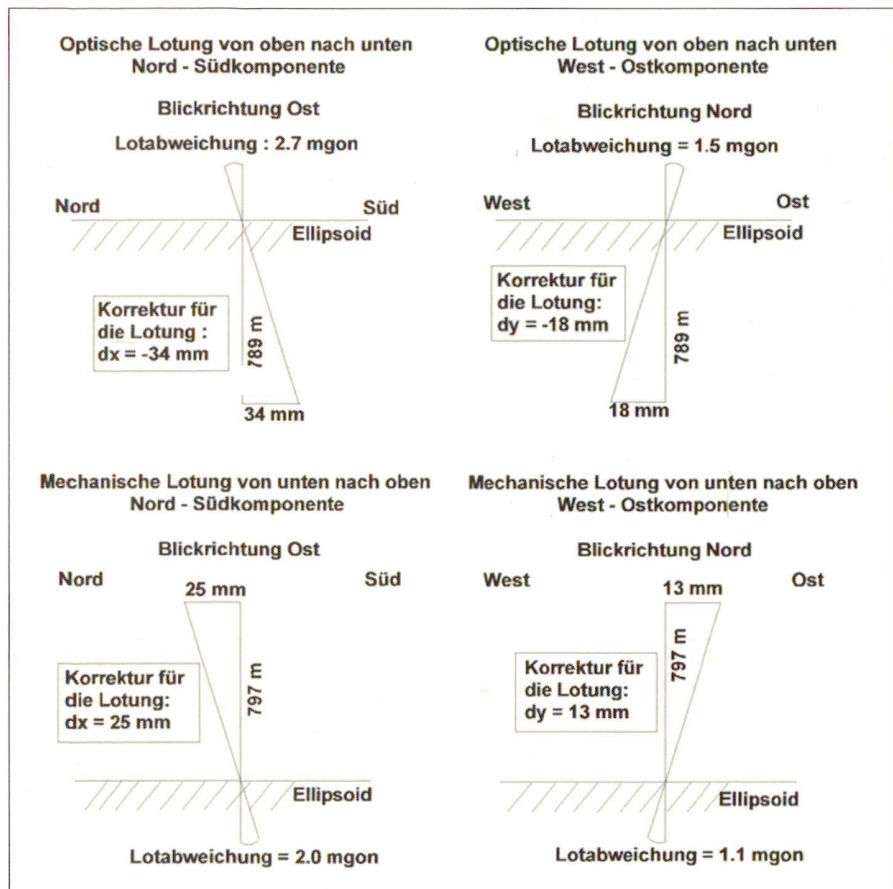 Optische Lotung von oben nach unten
Nord - Südkomponente
Blickrichtung Ost
Lotabweichung : 2.7 mgon
Nord
Süd
Ellipsoid
Korrektur für
die Lotung :
dx = -34 mm
789 m
34 mm
Optische Lotung von oben nach unten
West - Ostkomponente
Blickrichtung Nord
Lotabweichung = 1.5 mgon
West
Ost
Ellipsoid
Korrektur für
die Lotung:
dy = -18 mm
789 m
18 mm
Mechanische Lotung von unten nach oben
Nord - Südkomponente
Blickrichtung Ost
Nord
25 mm
Süd
Korrektur für
die Lotung:
dx = 25 mm
797 m
Ellipsoid
Lotabweichung = 2.0 mgon
Mechanische Lotung von unten nach oben
West - Ostkomponente
Blickrichtung Nord
West
13 mm
Ost
Korrektur für
die Lotung:
dy = 13 mm
797 m
Ellipsoid
Lotabweichung = 1.1 mgon